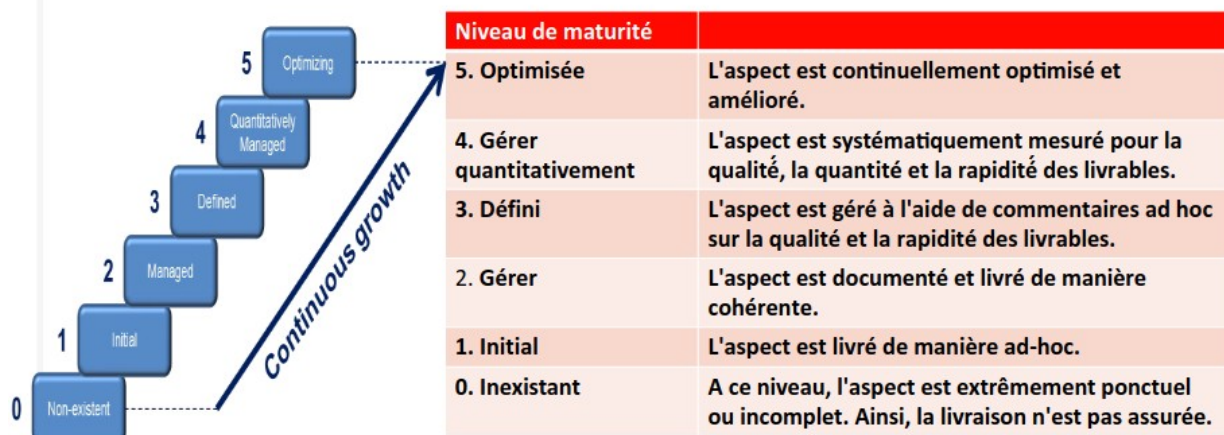 5 Optimizing
4 Quantitatively
Managed
3 Defined
2 Managed
1 Initial
0 Non-existent
Continuous growth
Niveau de maturité
5. Optimisée L'aspect est continuellement optimisé et
amélioré.
4. Gérer L'aspect est systématiquement mesuré pour la
quantitativement qualité, la quantité et la rapidité des livrables.
3. Défini L'aspect est géré à l'aide de commentaires ad hoc
sur la qualité et la rapidité des livrables.
2. Gérer L'aspect est documenté et livré de manière
cohérente.
1. Initial L'aspect est livré de manière ad-hoc.
0. Inexistant A ce niveau, l'aspect est extrêmement ponctuel
ou incomplet. Ainsi, la livraison n'est pas assurée.